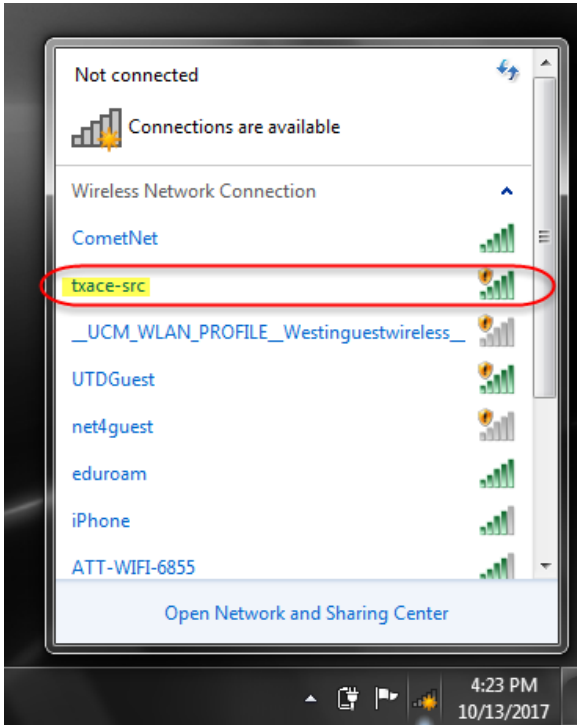 Not connected
Connections are available
Wireless Network Connection
CometNet
txace-src
__UCM_WLAN_PROFILE__Westinguestwireless__
UTDGuest
net4guest
eduroam
iPhone
ATT-WIFI-6855
Open Network and Sharing Center
4:23 PM
10/13/2017